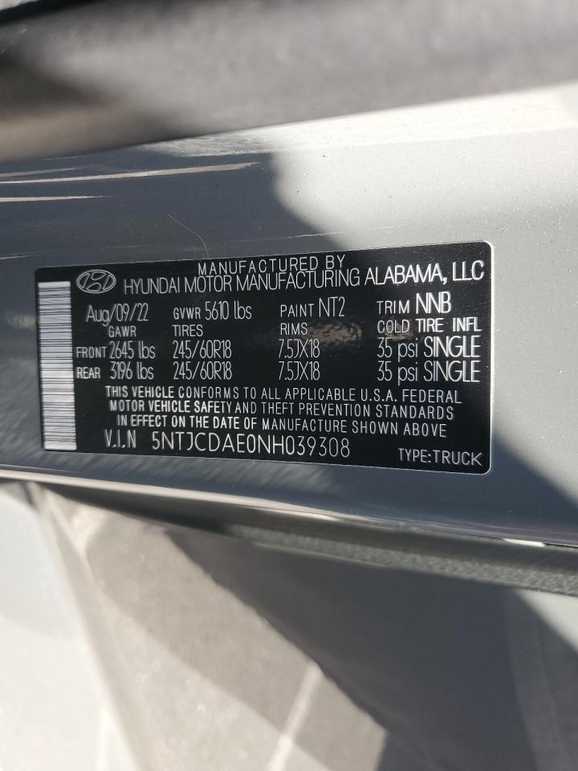 MANUFACTURED BY
HYUNDAI MOTOR MANUFACTURING ALABAMA, LLC
Aug/09/22 GVWR 5610 lbs PAINT NT2 TRIM NNB
GAWR TIRES RIMS COLD TIRE INFL
FRONT 2645 lbs 245/60R18 7.5JX18 35 psi SINGLE
REAR 3196 lbs 245/60R18 7.5JX18 35 psi SINGLE
THIS VEHICLE CONFORMS TO ALL APPLICABLE U.S.A. FEDERAL
MOTOR VEHICLE SAFETY AND THEFT PREVENTION STANDARDS
IN EFFECT ON THE DATE OF MANUFACTURE SHOWN ABOVE.
V.I.N 5NTJCDAE0NH039308 TYPE:TRUCK